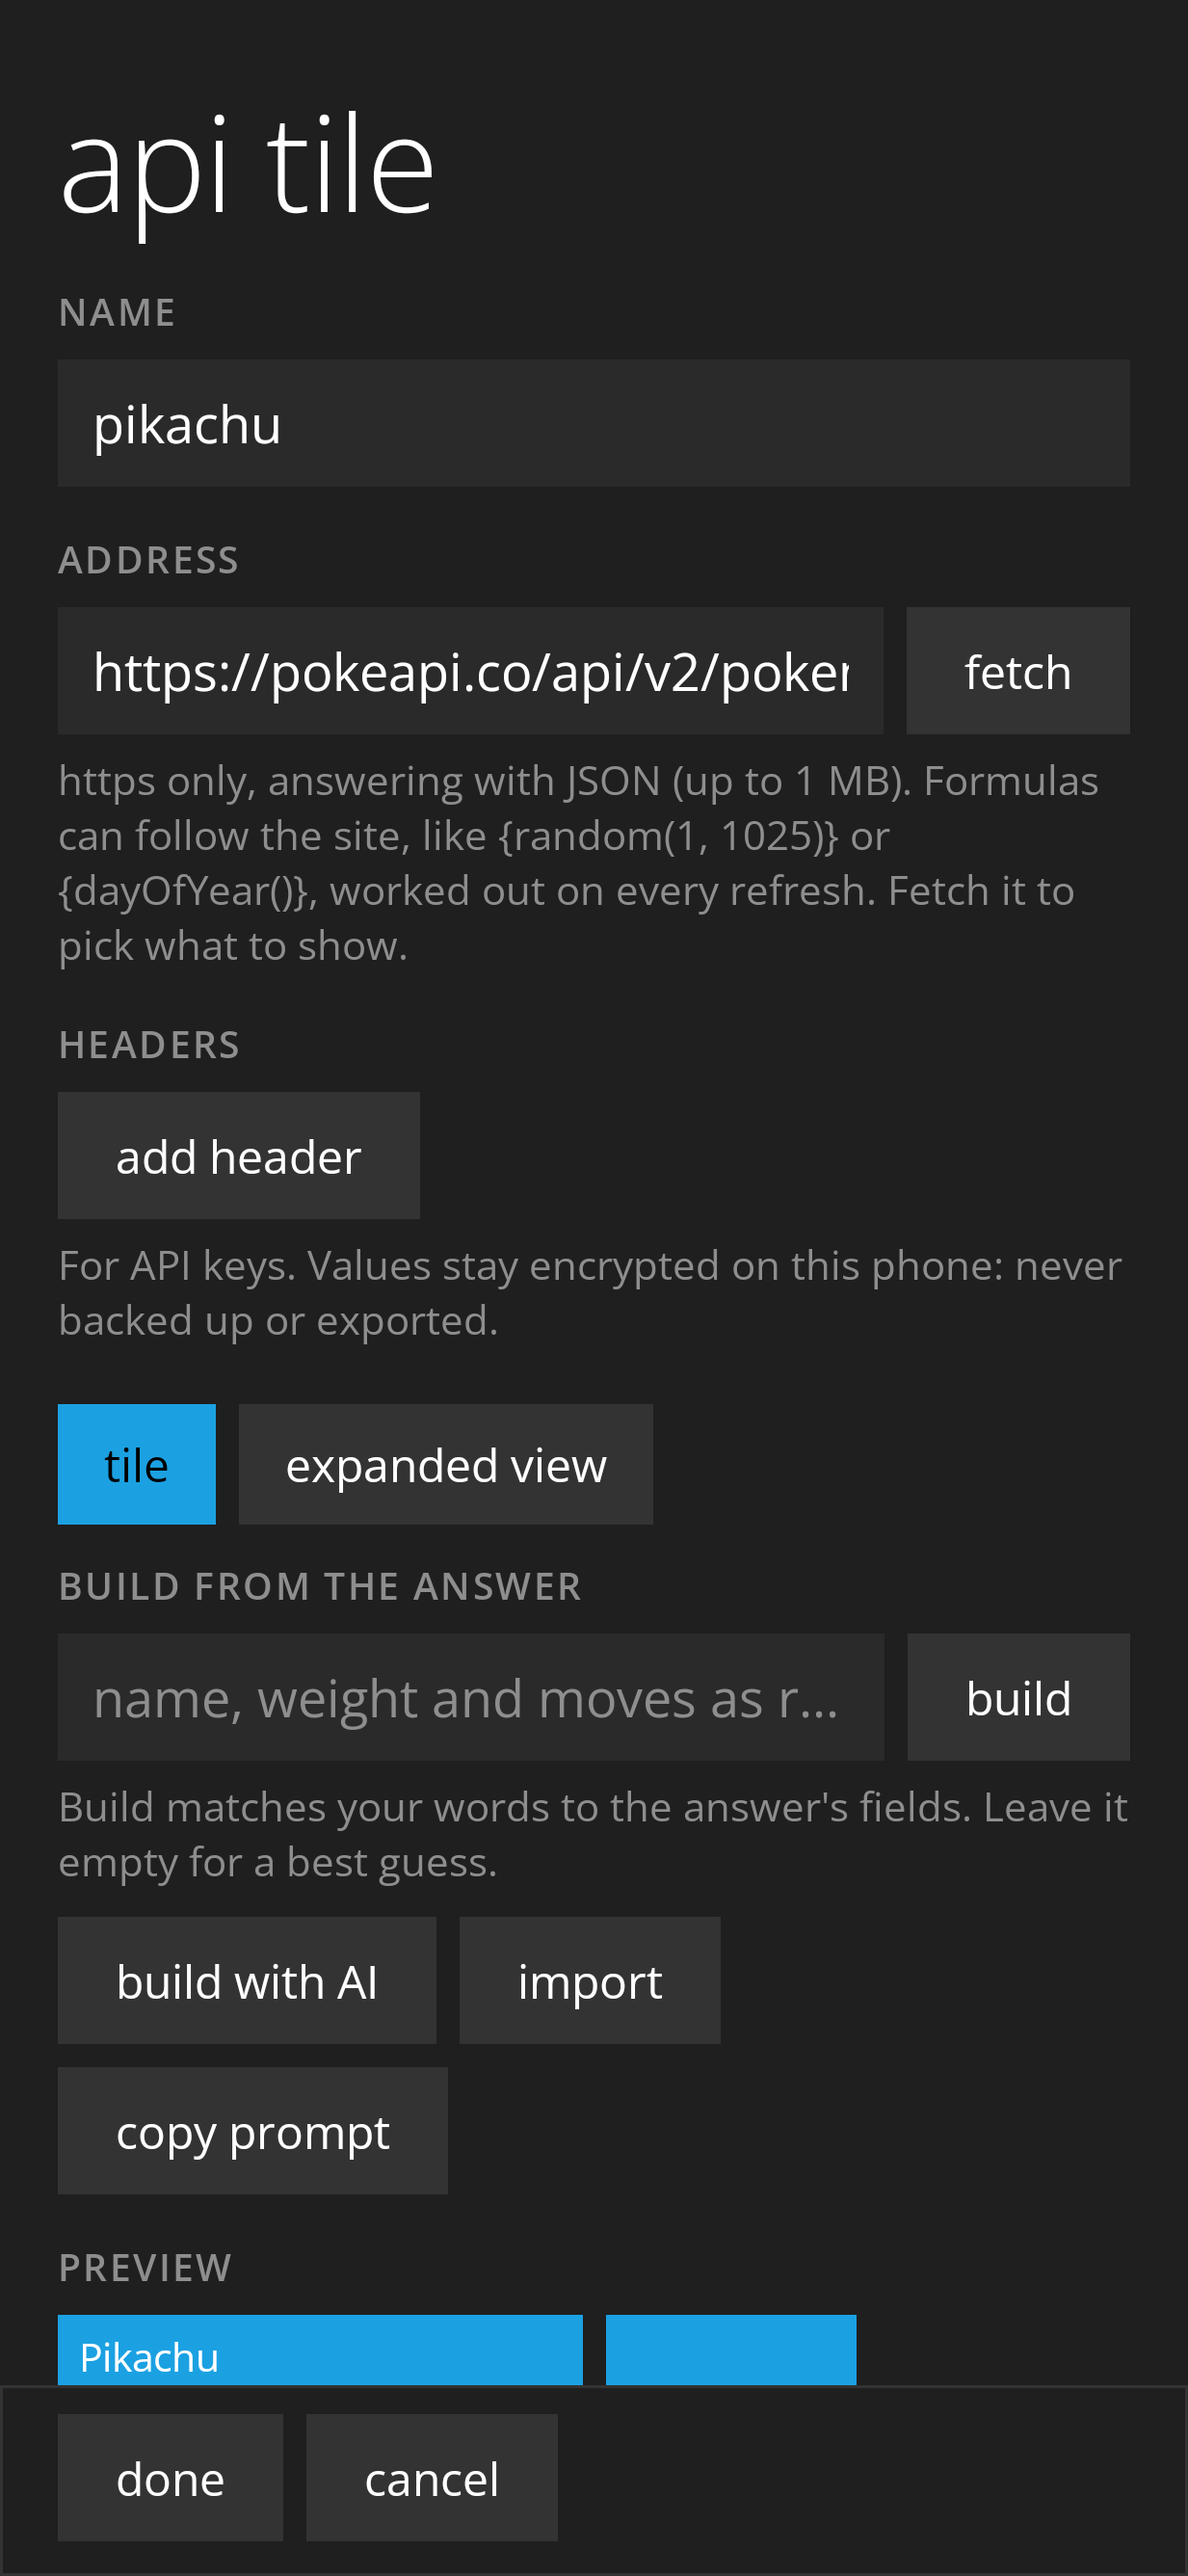 api tile
NAME
pikachu
ADDRESS
https://pokeapi.co/api/v2/poker
fetch
https only, answering with JSON (up to 1 MB). Formulas
can follow the site, like {random(1, 1025)} or
{dayOfYear()}, worked out on every refresh. Fetch it to
pick what to show.
HEADERS
add header
For API keys. Values stay encrypted on this phone: never
backed up or exported.
tile
expanded view
BUILD FROM THE ANSWER
name, weight and moves as r...
build
Build matches your words to the answer's fields. Leave it
empty for a best guess.
build with AI
import
copy prompt
PREVIEW
Pikachu
done
cancel